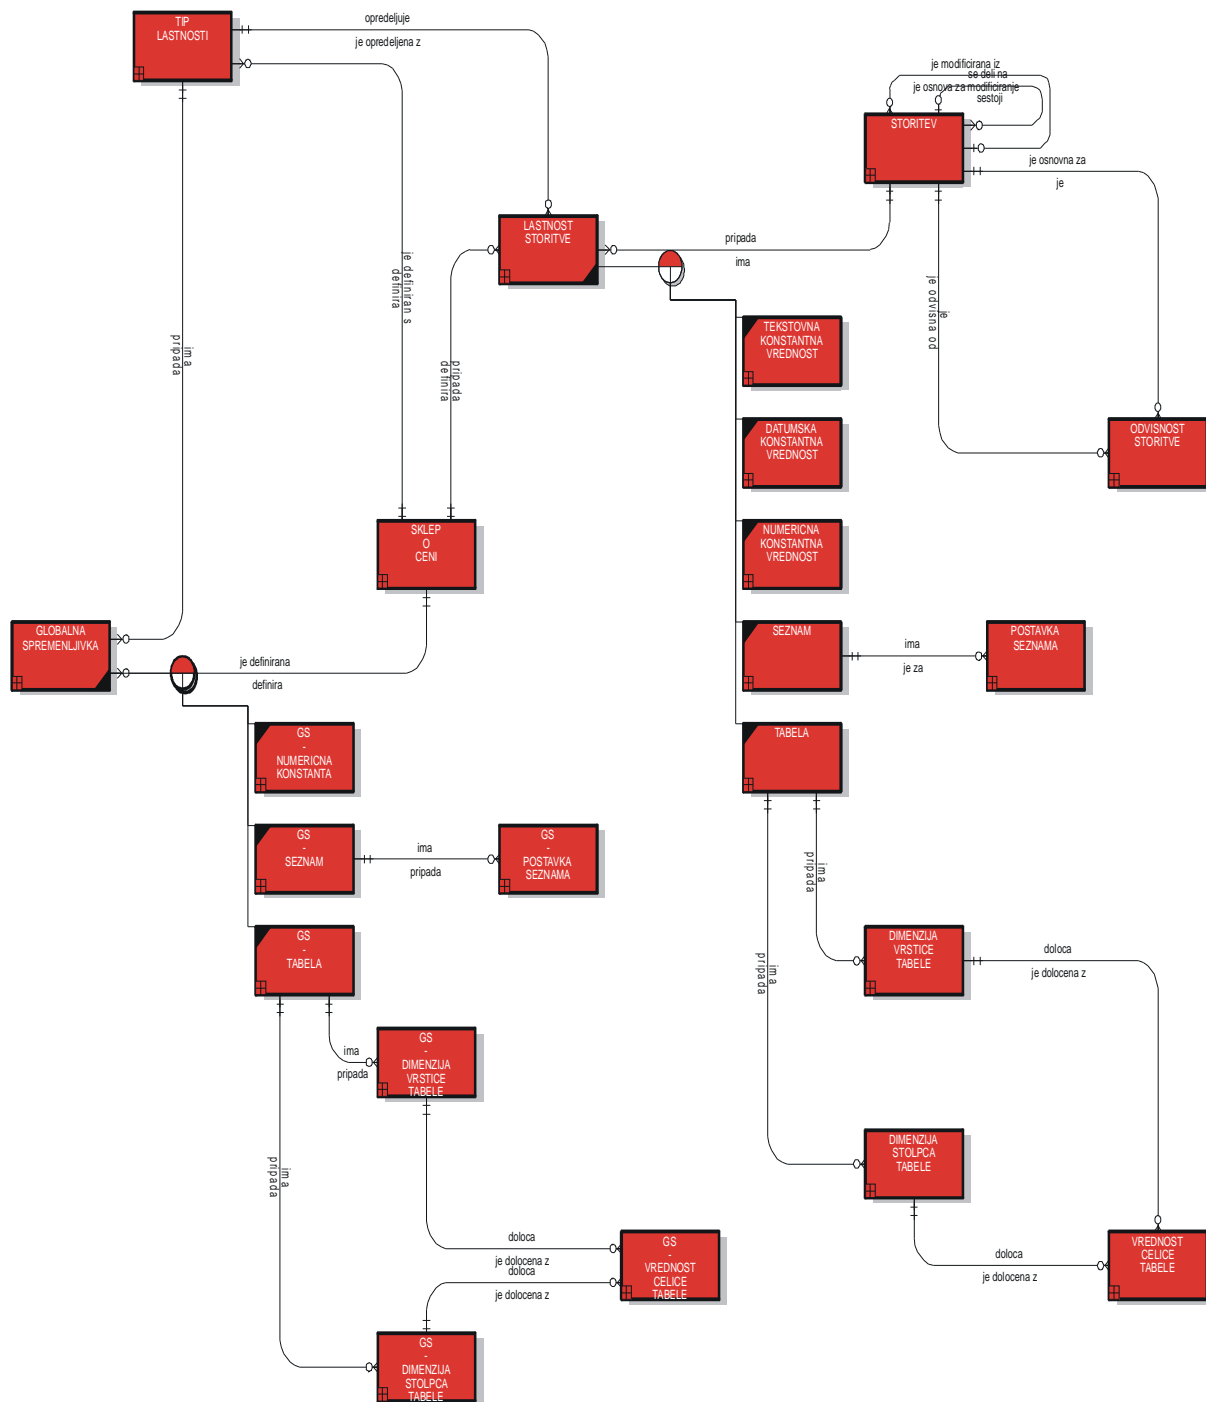 TIP
LASTNOSTI
opredeljuje
je opredeljena z
je modificirana iz
se deli na
je osnova za modificiranje
sestoji
STORITEV
je osnovna za
je
LASTNOST
STORITVE
pripada
ima
je definiran s
definira
je
je odvisna od
ima
pripada
pripada
definira
TEKSTOVNA
KONSTANTNA
VREDNOST
DATUMSKA
KONSTANTNA
VREDNOST
ODVISNOST
STORITVE
SKLEP
O
CENI
NUMERICNA
KONSTANTNA
VREDNOST
GLOBALNA
SPREMENLJIVKA
je definirana
definira
SEZNAM
ima
je za
POSTAVKA
SEZNAMA
GS
-
NUMERICNA
KONSTANTA
TABELA
GS
-
SEZNAM
ima
pripada
GS
-
POSTAVKA
SEZNAMA
ima
pripada
GS
-
TABELA
ima
pripada
DIMENZIJA
VRSTICE
TABELE
doloca
je dolocena z
GS
-
DIMENZIJA
VRSTICE
TABELE
ima
pripada
ima
pripada
DIMENZIJA
STOLPCA
TABELE
doloca
je dolocena z
doloca
je dolocena z
GS
-
VREDNOST
CELICE
TABELE
doloca
je dolocena z
VREDNOST
CELICE
TABELE
GS
-
DIMENZIJA
STOLPCA
TABELE